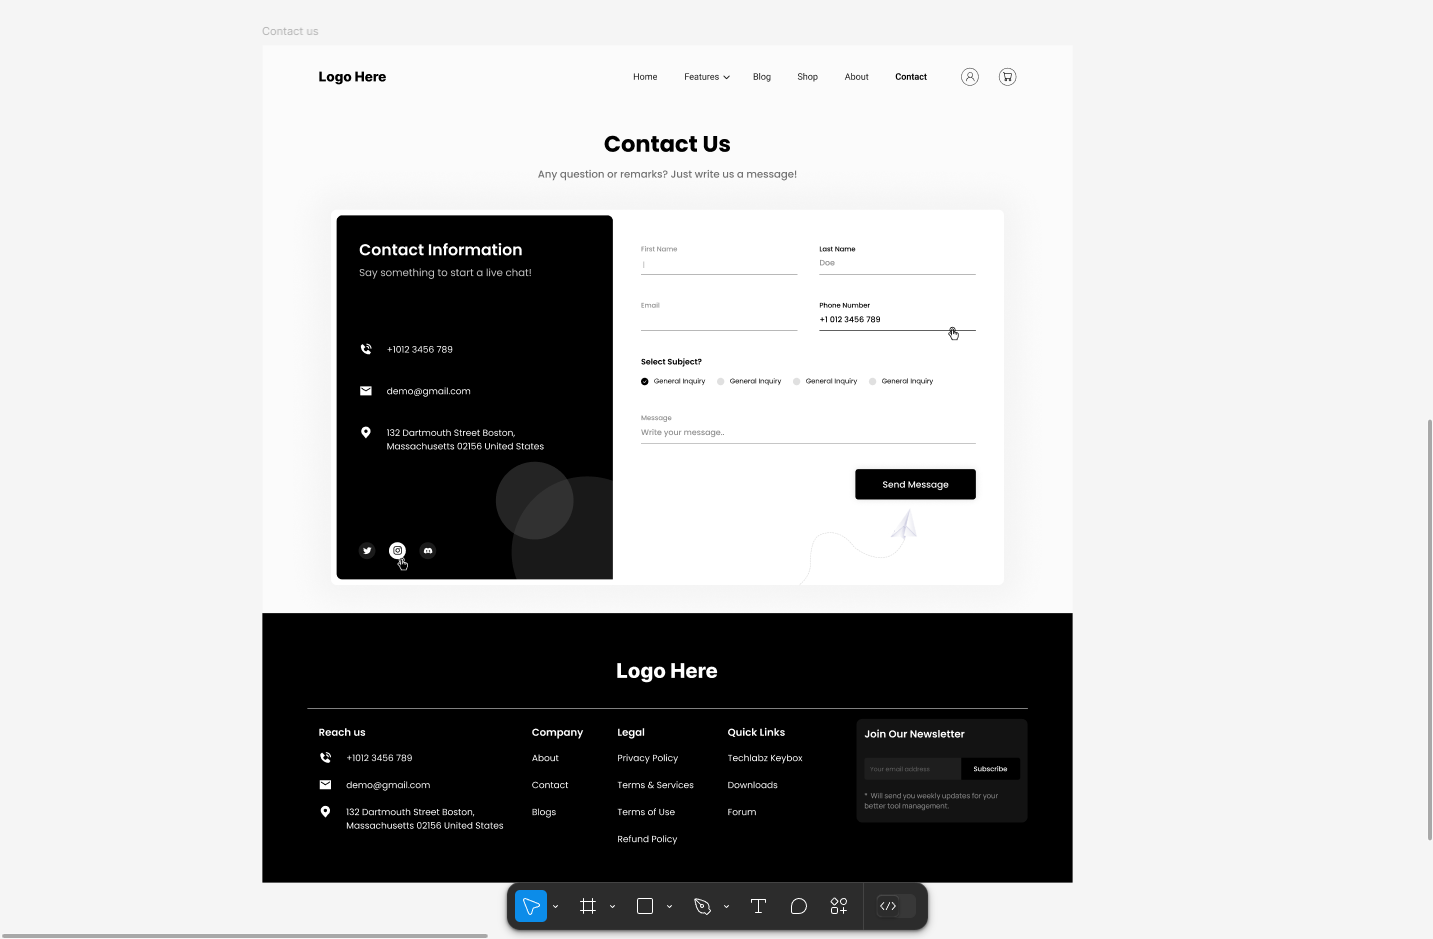 Contact us
Logo Here
Home
Features
Blog
Shop
About
Contact
Contact Us
Any question or remarks? Just write us a message!
Contact Information
Say something to start a live chat!
+1012 3456 789
demo@gmail.com
132 Dartmouth Street Boston,
Massachusetts 02156 United States
First Name
Last Name
Doe
Email
Phone Number
+1 012 3456 789
Select Subject?
General Inquiry
General Inquiry
General Inquiry
General Inquiry
Message
Write your message..
Send Message
Logo Here
Reach us
+1012 3456 789
demo@gmail.com
132 Dartmouth Street Boston,
Massachusetts 02156 United States
Company
About
Contact
Blogs
Legal
Privacy Policy
Terms & Services
Terms of Use
Refund Policy
Quick Links
Techlabz Keybox
Downloads
Forum
Join Our Newsletter
Your email address
Subscribe
* Will send you weekly updates for your
better tool management.